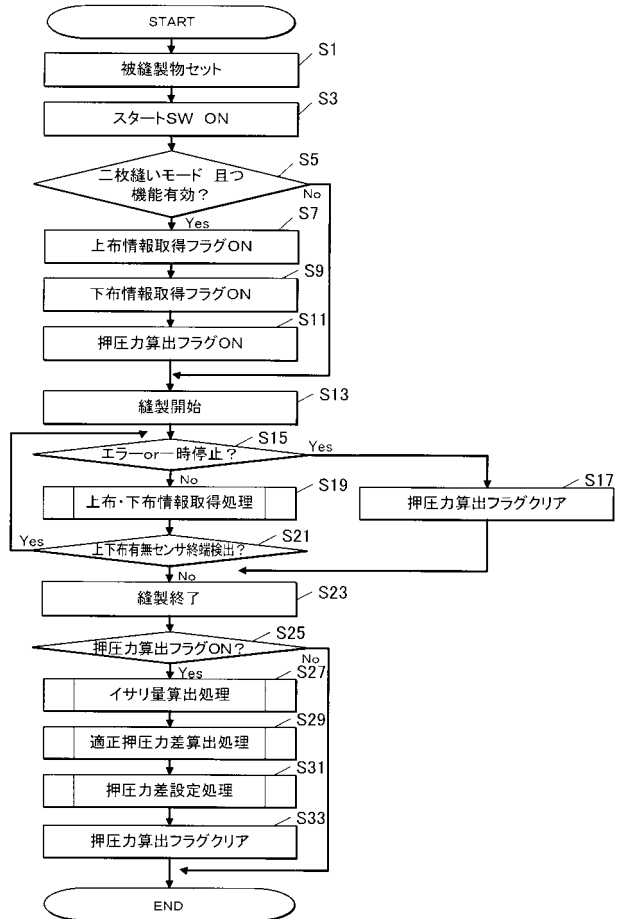 START
S1
被縫製物セット
S3
スタートSW ON
S5
二枚縫いモード 且つ
機能有効？
No
Yes
S7
上布情報取得フラグON
S9
下布情報取得フラグON
S11
押圧力算出フラグON
S13
縫製開始
S15
エラーor一時停止？
Yes
No
S19
上布・下布情報取得処理
S17
押圧力算出フラグクリア
S21
Yes
上下布有無センサ終端検出？
No
S23
縫製終了
S25
押圧力算出フラグON？
No
Yes
S27
イサリ量算出処理
S29
適正押圧力差算出処理
S31
押圧力差設定処理
S33
押圧力算出フラグクリア
END